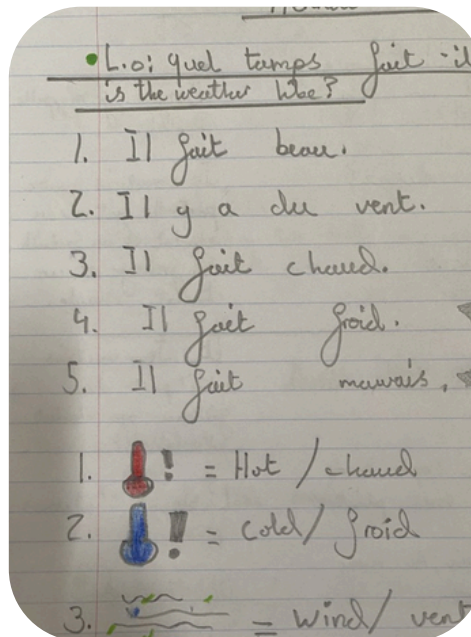 L.o: quel tamps fait-il
is the weather like?
1. Il fait beau.
2. Il y a du vent.
3. Il fait chaud.
4. Il fait froid.
5. Il fait mauvais.
1. ! = Hot / chaud
2. ! = Cold / froid
3. = Wind / vent